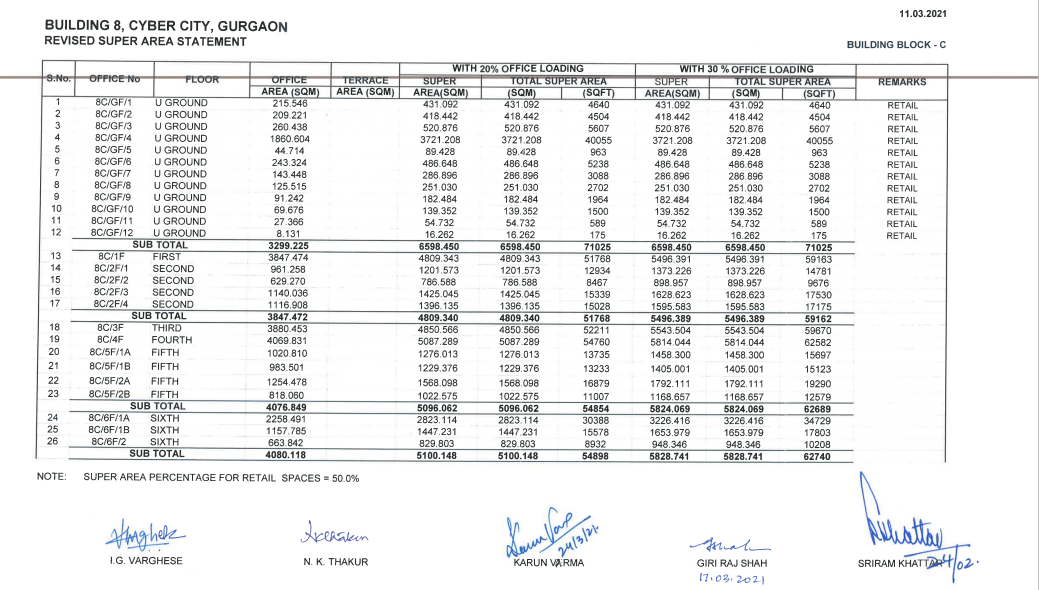 11.03.2021
BUILDING 8, CYBER CITY, GURGAON
REVISED SUPER AREA STATEMENT
BUILDING BLOCK - C
WITH 20% OFFICE LOADING WITH 30 % OFFICE LOADING
S.No. OFFICE No FLOOR OFFICE TERRACE SUPER TOTAL SUPER AREA SUPER TOTAL SUPER AREA REMARKS
AREA (SQM) AREA (SQM) AREA(SQM) (SQM) (SQFT) AREA(SQM) (SQM) (SQFT)
1 8C/GF/1 U GROUND 215.546 431.092 431.092 4640 431.092 431.092 4640 RETAIL
2 8C/GF/2 U GROUND 209.221 418.442 418.442 4504 418.442 418.442 4504 RETAIL
3 8C/GF/3 U GROUND 260.438 520.876 520.876 5607 520.876 520.876 5607 RETAIL
4 8C/GF/4 U GROUND 1860.604 3721.208 3721.208 40055 3721.208 3721.208 40055 RETAIL
5 8C/GF/5 U GROUND 44.714 89.428 89.428 963 89.428 89.428 963 RETAIL
6 8C/GF/6 U GROUND 243.324 486.648 486.648 5238 486.648 486.648 5238 RETAIL
7 8C/GF/7 U GROUND 143.448 286.896 286.896 3088 286.896 286.896 3088 RETAIL
8 8C/GF/8 U GROUND 125.515 251.030 251.030 2702 251.030 251.030 2702 RETAIL
9 8C/GF/9 U GROUND 91.242 182.484 182.484 1964 182.484 182.484 1964 RETAIL
10 8C/GF/10 U GROUND 69.676 139.352 139.352 1500 139.352 139.352 1500 RETAIL
11 8C/GF/11 U GROUND 27.366 54.732 54.732 589 54.732 54.732 589 RETAIL
12 8C/GF/12 U GROUND 8.131 16.262 16.262 175 16.262 16.262 175 RETAIL
SUB TOTAL 3299.225 6598.450 6598.450 71025 6598.450 6598.450 71025
13 8C/1F FIRST 3847.474 4809.343 4809.343 51768 5496.391 5496.391 59163
14 8C/2F/1 SECOND 961.258 1201.573 1201.573 12934 1373.226 1373.226 14781
15 8C/2F/2 SECOND 629.270 786.588 786.588 8467 898.957 898.957 9676
16 8C/2F/3 SECOND 1140.036 1425.045 1425.045 15339 1628.623 1628.623 17530
17 8C/2F/4 SECOND 1116.908 1396.135 1396.135 15028 1595.583 1595.583 17175
SUB TOTAL 3847.472 4809.340 4809.340 51768 5496.389 5496.389 59162
18 8C/3F THIRD 3880.453 4850.566 4850.566 52211 5543.504 5543.504 59670
19 8C/4F FOURTH 4069.831 5087.289 5087.289 54760 5814.044 5814.044 62582
20 8C/5F/1A FIFTH 1020.810 1276.013 1276.013 13735 1458.300 1458.300 15697
21 8C/5F/1B FIFTH 983.501 1229.376 1229.376 13233 1405.001 1405.001 15123
22 8C/5F/2A FIFTH 1254.478 1568.098 1568.098 16879 1792.111 1792.111 19290
23 8C/5F/2B FIFTH 818.060 1022.575 1022.575 11007 1168.657 1168.657 12579
SUB TOTAL 4076.849 5096.062 5096.062 54854 5824.069 5824.069 62689
24 8C/6F/1A SIXTH 2258.491 2823.114 2823.114 30388 3226.416 3226.416 34729
25 8C/6F/1B SIXTH 1157.785 1447.231 1447.231 15578 1653.979 1653.979 17803
26 8C/6F/2 SIXTH 663.842 829.803 829.803 8932 948.346 948.346 10208
SUB TOTAL 4080.118 5100.148 5100.148 54898 5828.741 5828.741 62740
NOTE: SUPER AREA PERCENTAGE FOR RETAIL SPACES = 50.0%
24/3/21
I.G. VARGHESE N. K. THAKUR KARUN VARMA GIRI RAJ SHAH SRIRAM KHATTAR
17.03.2021